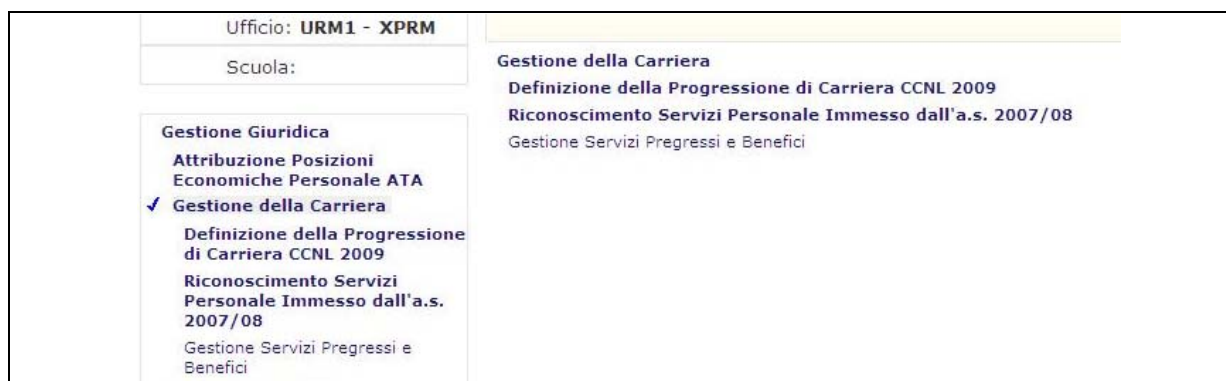 Ufficio: URM1 - XPRM
Scuola:
Gestione Giuridica
Attribuzione Posizioni
Economiche Personale ATA
✓ Gestione della Carriera
Definizione della Progressione
di Carriera CCNL 2009
Riconoscimento Servizi
Personale Immesso dall'a.s.
2007/08
Gestione Servizi Pregressi e
Benefici
Gestione della Carriera
Definizione della Progressione di Carriera CCNL 2009
Riconoscimento Servizi Personale Immesso dall'a.s. 2007/08
Gestione Servizi Pregressi e Benefici